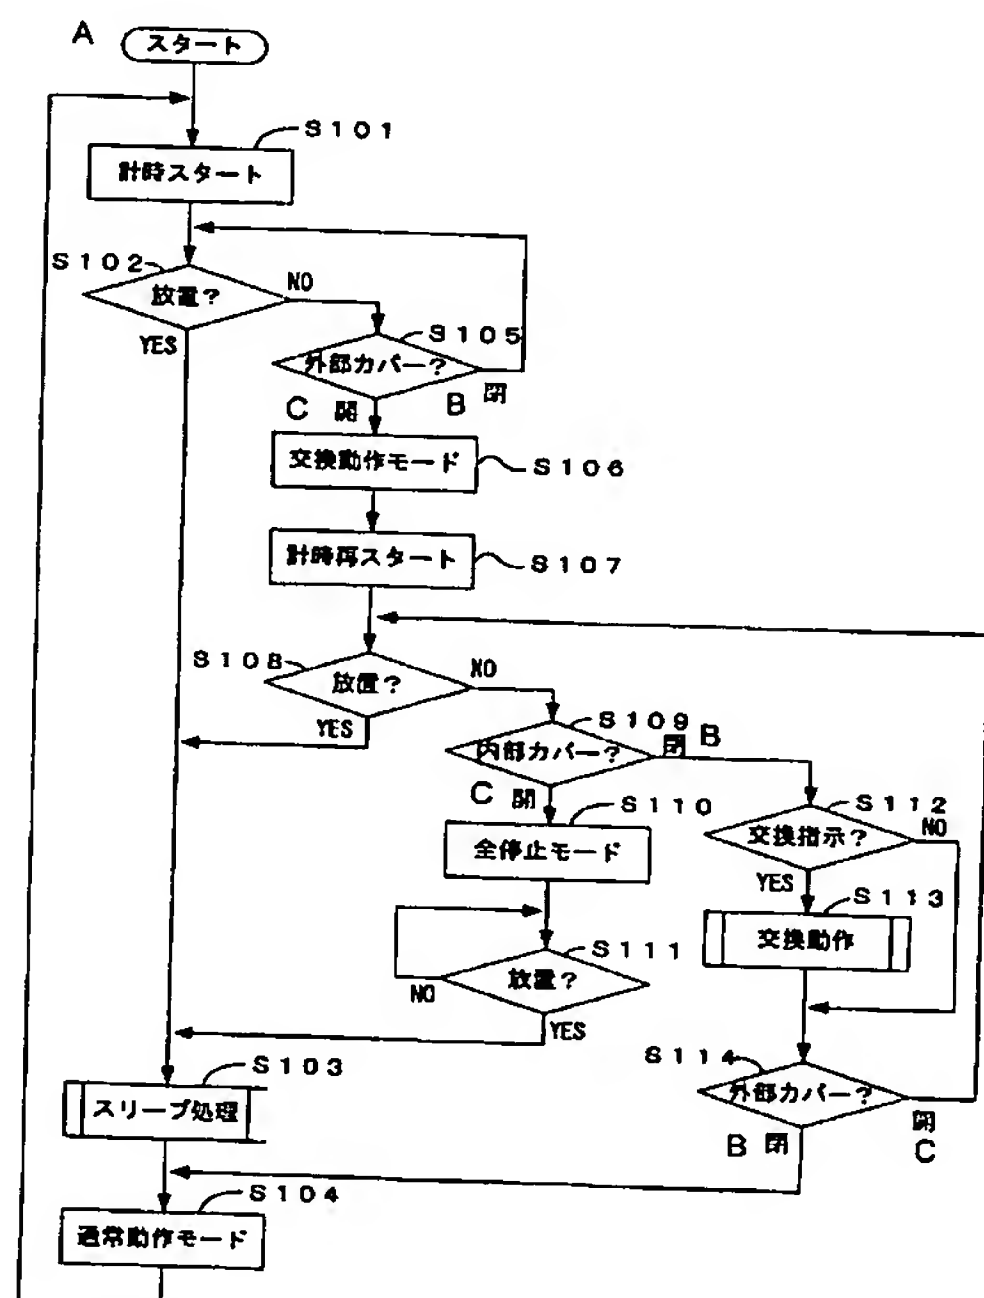 A スタート
S101
計時スタート
S102
放置?
NO
YES
S105
外部カバー?
C 開
B 閉
交換動作モード
S106
計時再スタート
S107
S108
放置?
NO
YES
S109
内部カバー?
閉 B
C 開
S110
全停止モード
S112
交換指示?
NO
YES
S113
交換動作
S111
放置?
NO
YES
S103
スリープ処理
S114
外部カバー?
B 閉
開
C
S104
通常動作モード